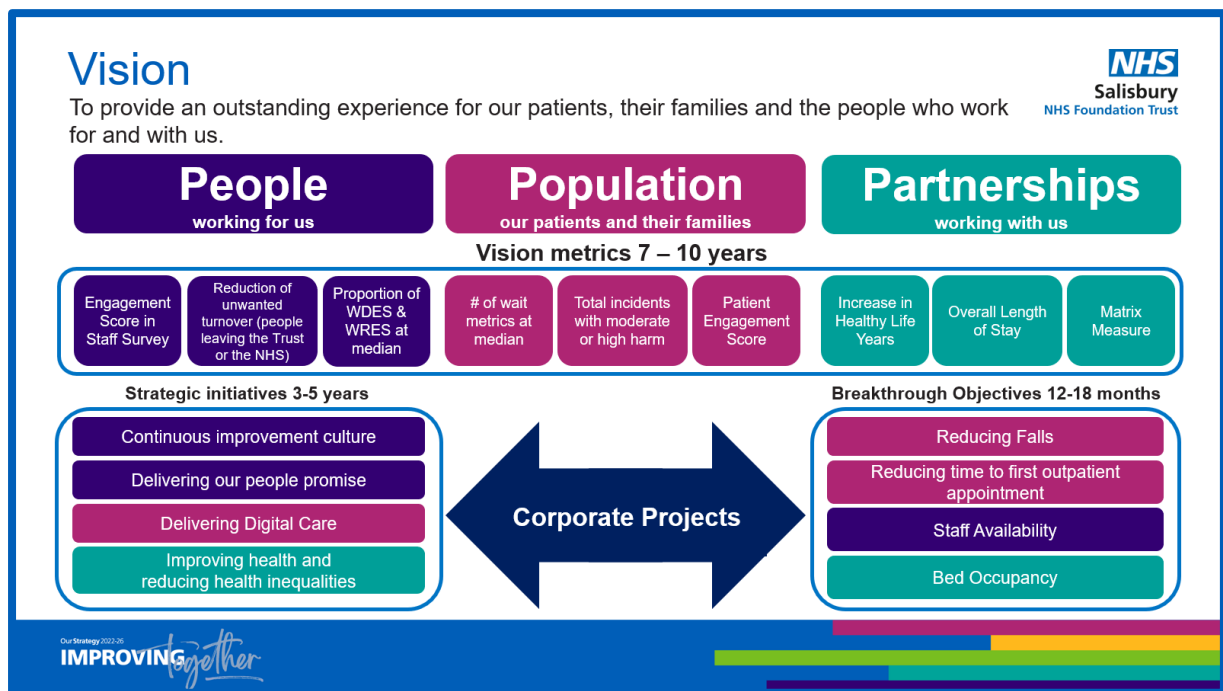 Vision
NHS
Salisbury
NHS Foundation Trust
To provide an outstanding experience for our patients, their families and the people who work
for and with us.
People
working for us
Population
our patients and their families
Partnerships
working with us
Vision metrics 7 – 10 years
Engagement
Score in
Staff Survey
Reduction of
unwanted
turnover (people
leaving the Trust
or the NHS)
Proportion of
WDES &
WRES at
median
# of wait
metrics at
median
Total incidents
with moderate
or high harm
Patient
Engagement
Score
Increase in
Healthy Life
Years
Overall Length
of Stay
Matrix
Measure
Strategic initiatives 3-5 years
Continuous improvement culture
Delivering our people promise
Delivering Digital Care
Improving health and
reducing health inequalities
Corporate Projects
Breakthrough Objectives 12-18 months
Reducing Falls
Reducing time to first outpatient
appointment
Staff Availability
Bed Occupancy
Our Strategy 2022-26
IMPROVING
together